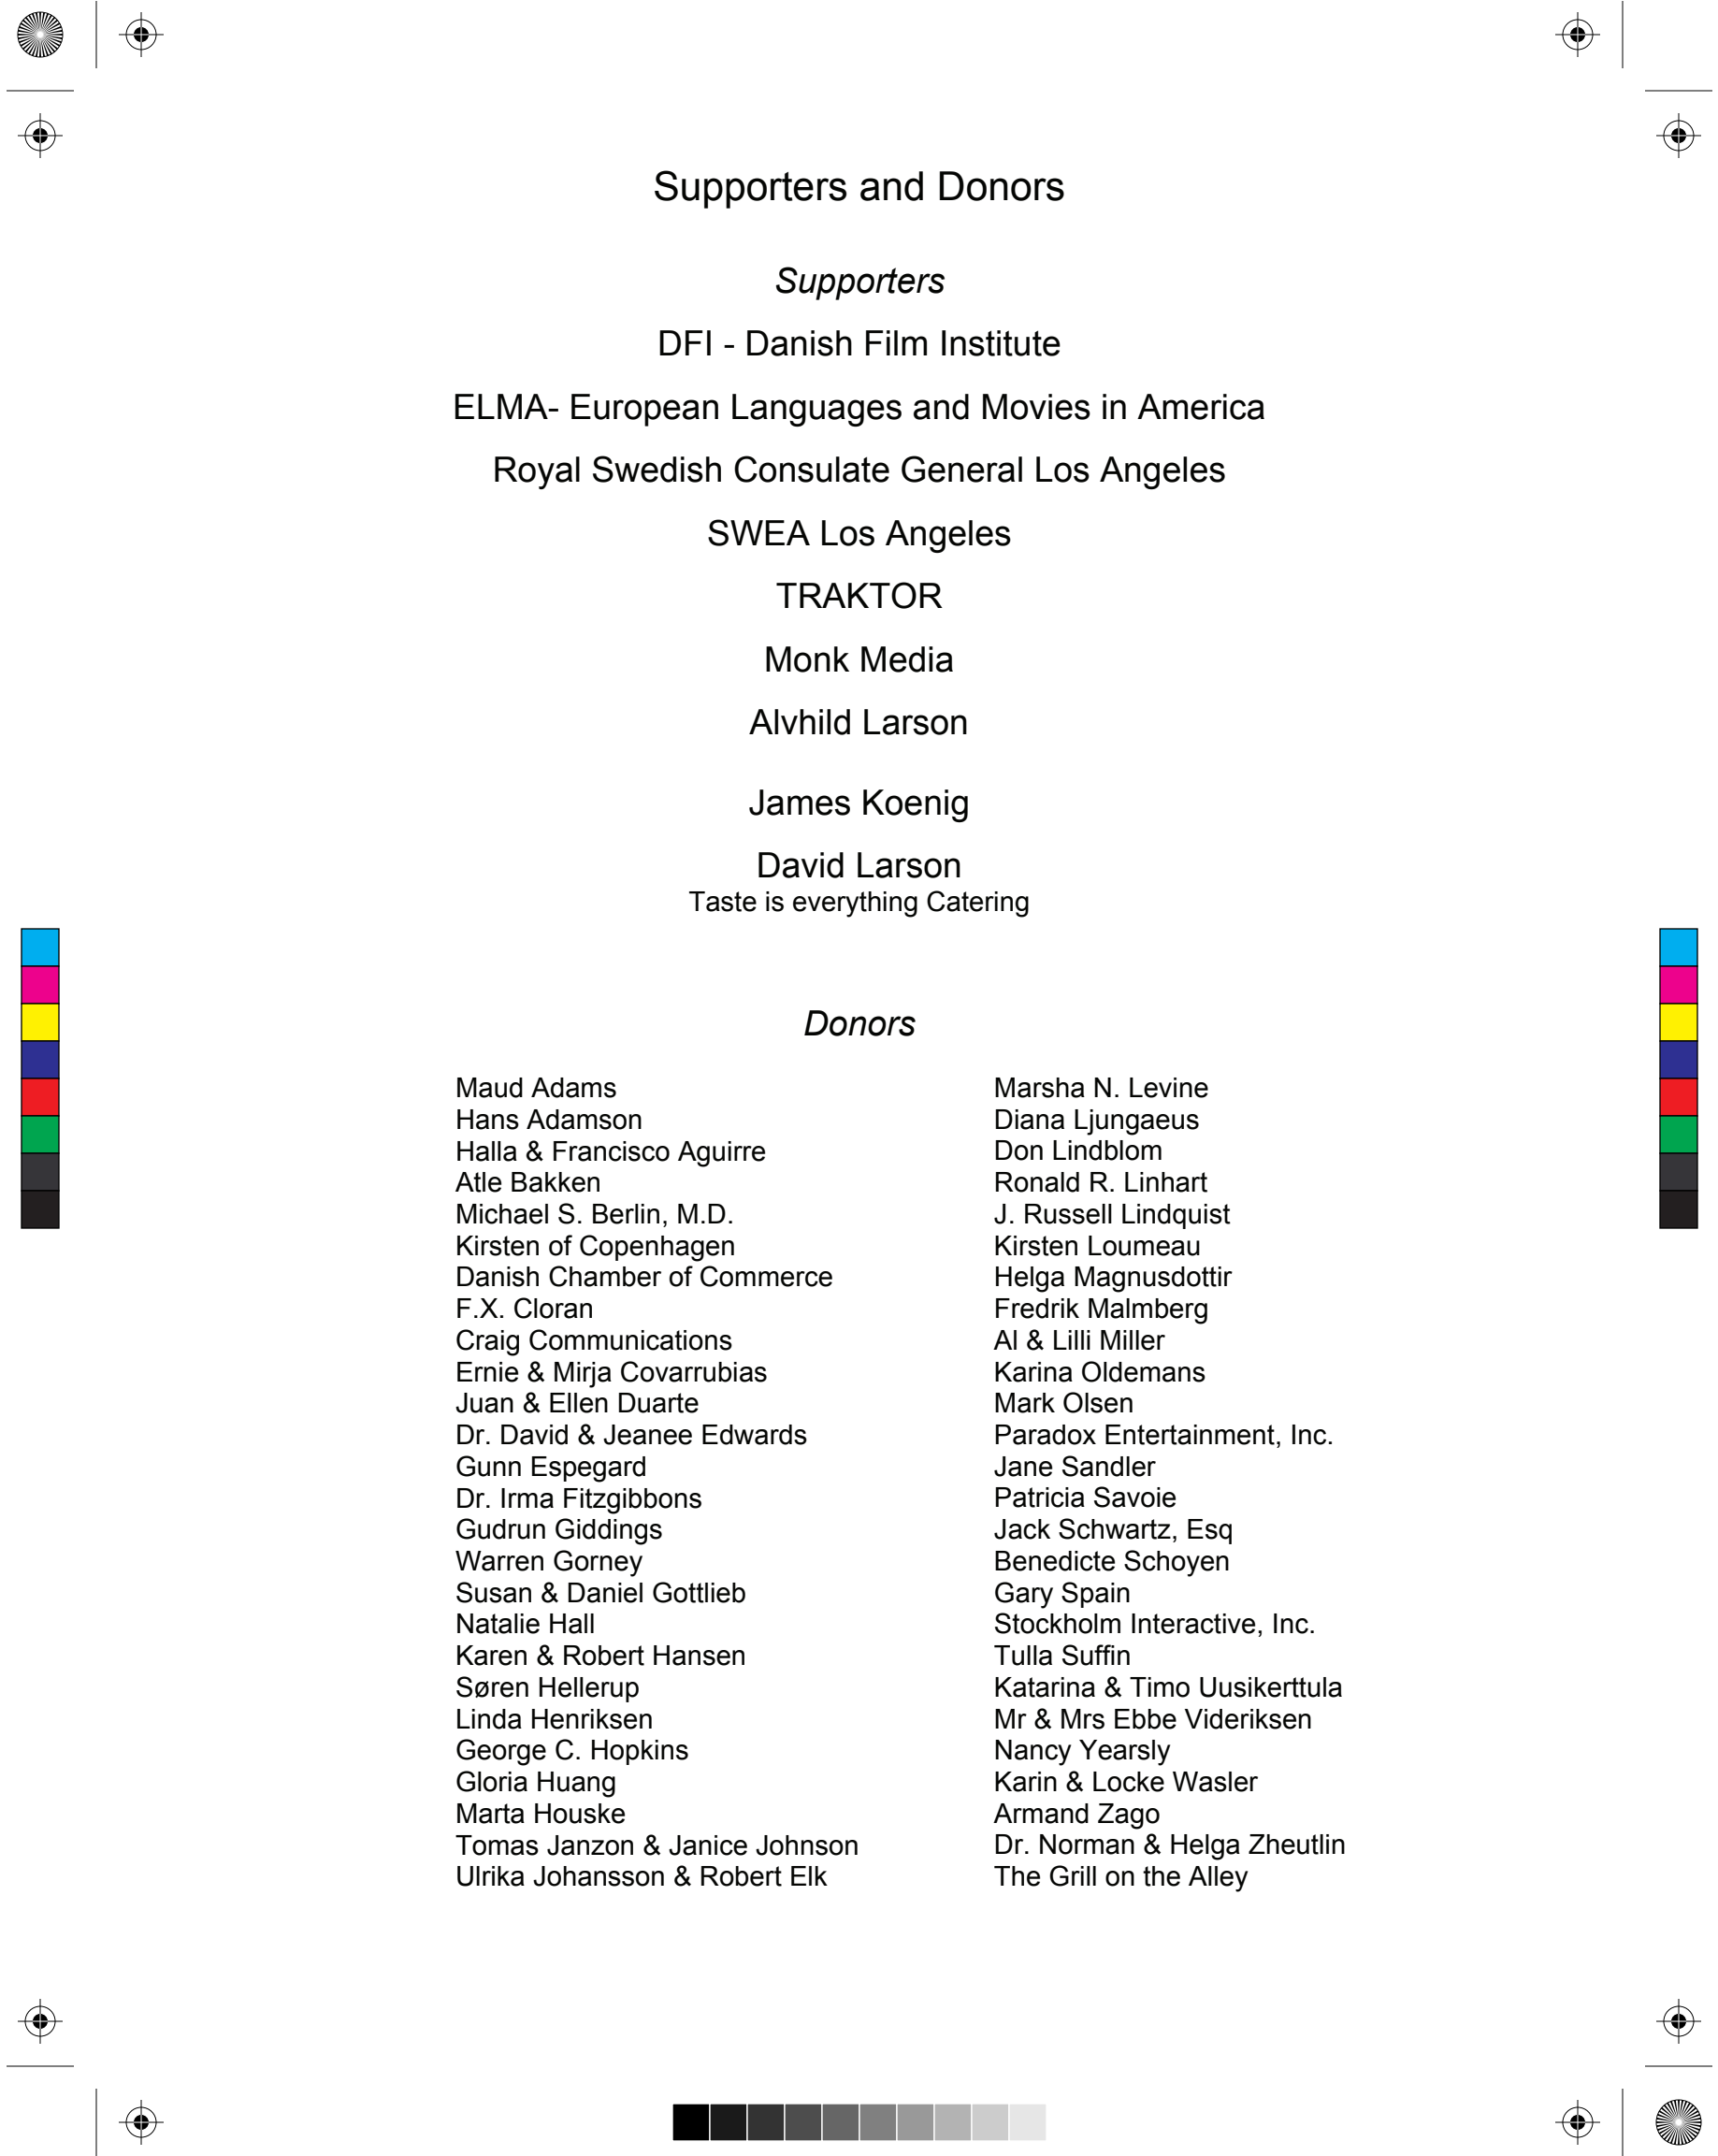 Supporters and Donors
Supporters
DFI - Danish Film Institute
ELMA- European Languages and Movies in America
Royal Swedish Consulate General Los Angeles
SWEA Los Angeles
TRAKTOR
Monk Media
Alvhild Larson
James Koenig
David Larson
Taste is everything Catering
Donors
Maud Adams
Hans Adamson
Halla & Francisco Aguirre
Atle Bakken
Michael S. Berlin, M.D.
Kirsten of Copenhagen
Danish Chamber of Commerce
F.X. Cloran
Craig Communications
Ernie & Mirja Covarrubias
Juan & Ellen Duarte
Dr. David & Jeanee Edwards
Gunn Espegard
Dr. Irma Fitzgibbons
Gudrun Giddings
Warren Gorney
Susan & Daniel Gottlieb
Natalie Hall
Karen & Robert Hansen
Søren Hellerup
Linda Henriksen
George C. Hopkins
Gloria Huang
Marta Houske
Tomas Janzon & Janice Johnson
Ulrika Johansson & Robert Elk
Marsha N. Levine
Diana Ljungaeus
Don Lindblom
Ronald R. Linhart
J. Russell Lindquist
Kirsten Loumeau
Helga Magnusdottir
Fredrik Malmberg
Al & Lilli Miller
Karina Oldemans
Mark Olsen
Paradox Entertainment, Inc.
Jane Sandler
Patricia Savoie
Jack Schwartz, Esq
Benedicte Schoyen
Gary Spain
Stockholm Interactive, Inc.
Tulla Suffin
Katarina & Timo Uusikerttula
Mr & Mrs Ebbe Videriksen
Nancy Yearsly
Karin & Locke Wasler
Armand Zago
Dr. Norman & Helga Zheutlin
The Grill on the Alley